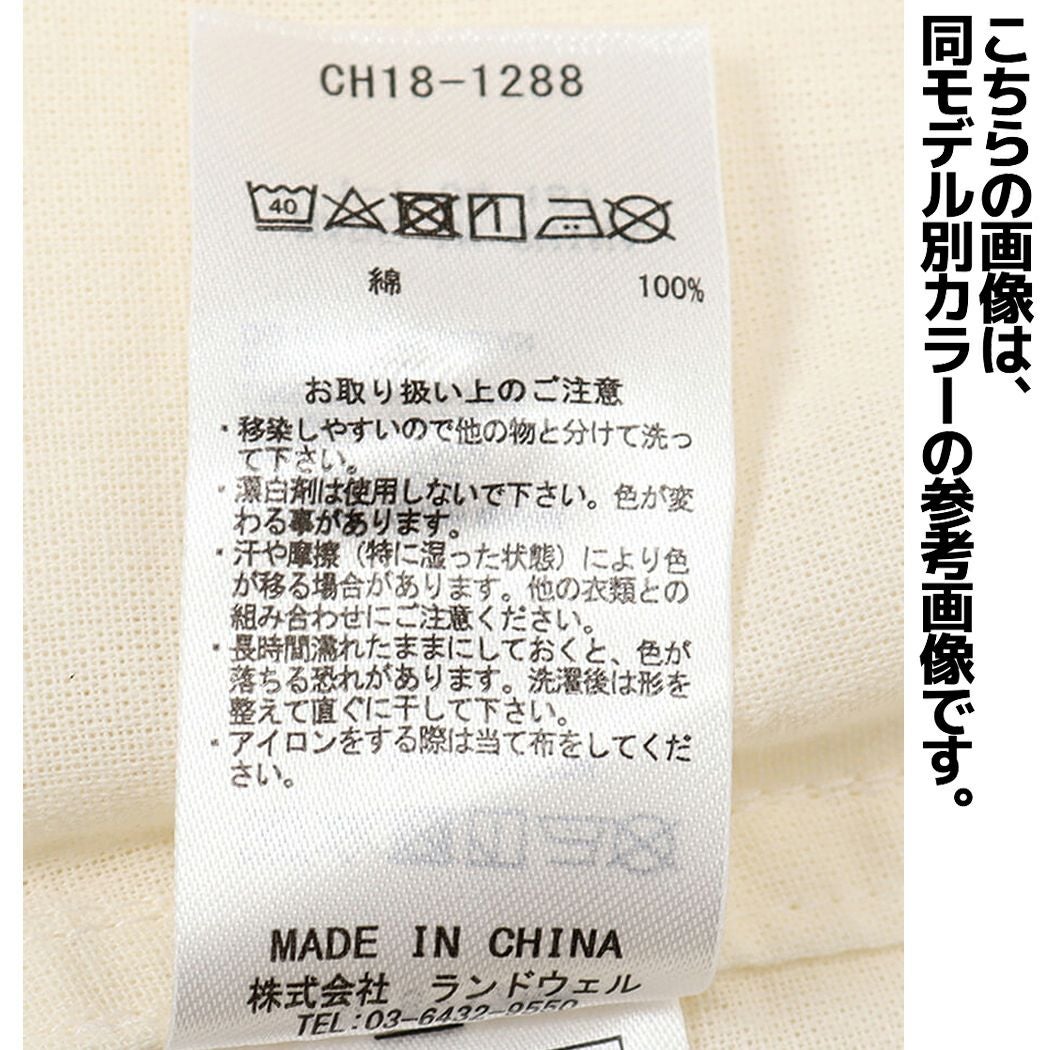 CH18-1288
40
綿 100%
お取り扱い上のご注意
・移染しやすいので他の物と分けて洗っ
て下さい。
・漂白剤は使用しないで下さい。色が変
わる事があります。
・汗や摩擦（特に湿った状態）により色
が移る場合があります。他の衣類との
組み合わせにご注意ください。
・長時間濡れたままにしておくと、色が
落ちる恐れがあります。洗濯後は形を
整えて直ぐに干して下さい。
・アイロンをする際は当て布をしてくだ
さい。
MADE IN CHINA
株式会社 ランドウェル
TEL:03-6432-9550
こちらの画像は、
同モデル別カラーの参考画像です。